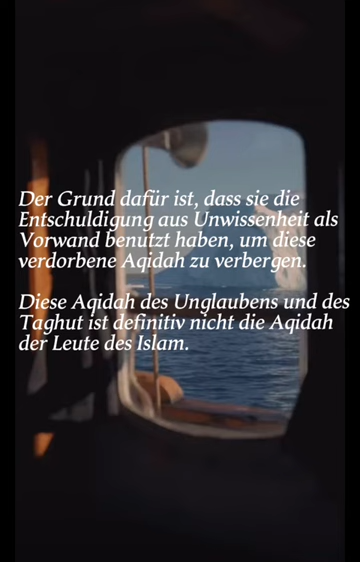 Der Grund dafür ist, dass sie die
Entschuldigung aus Unwissenheit als
Vorwand benutzt haben, um diese
verdorbene Aqidah zu verbergen.
Diese Aqidah des Unglaubens und des
Taghut ist definitiv nicht die Aqidah
der Leute des Islam.